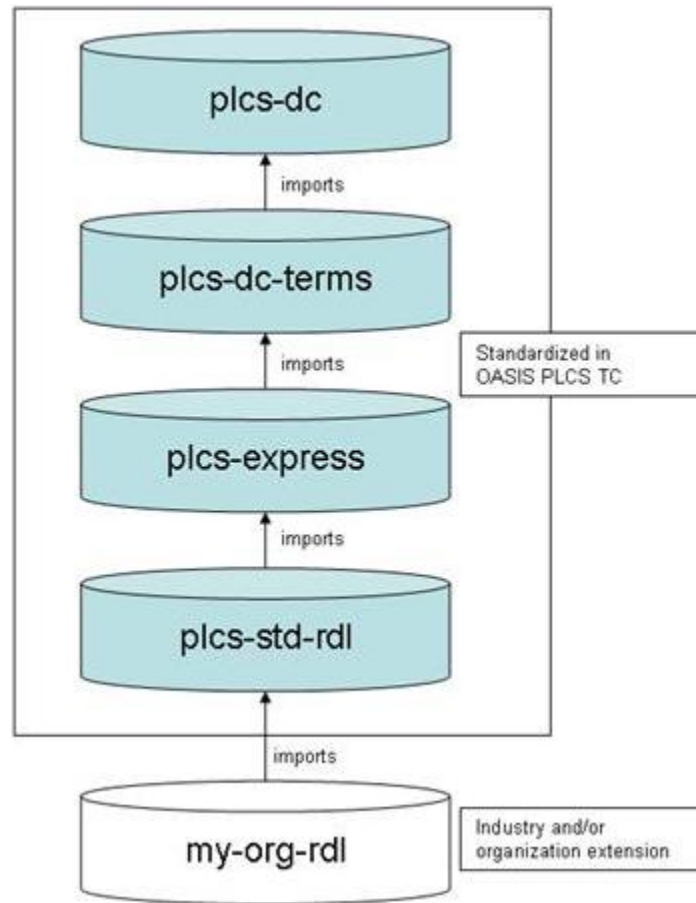 plcs-dc
imports
plcs-dc-terms
imports
Standardized in
OASIS PLCS TC
plcs-express
imports
plcs-std-rdl
imports
my-org-rdl
Industry and/or
organization extension